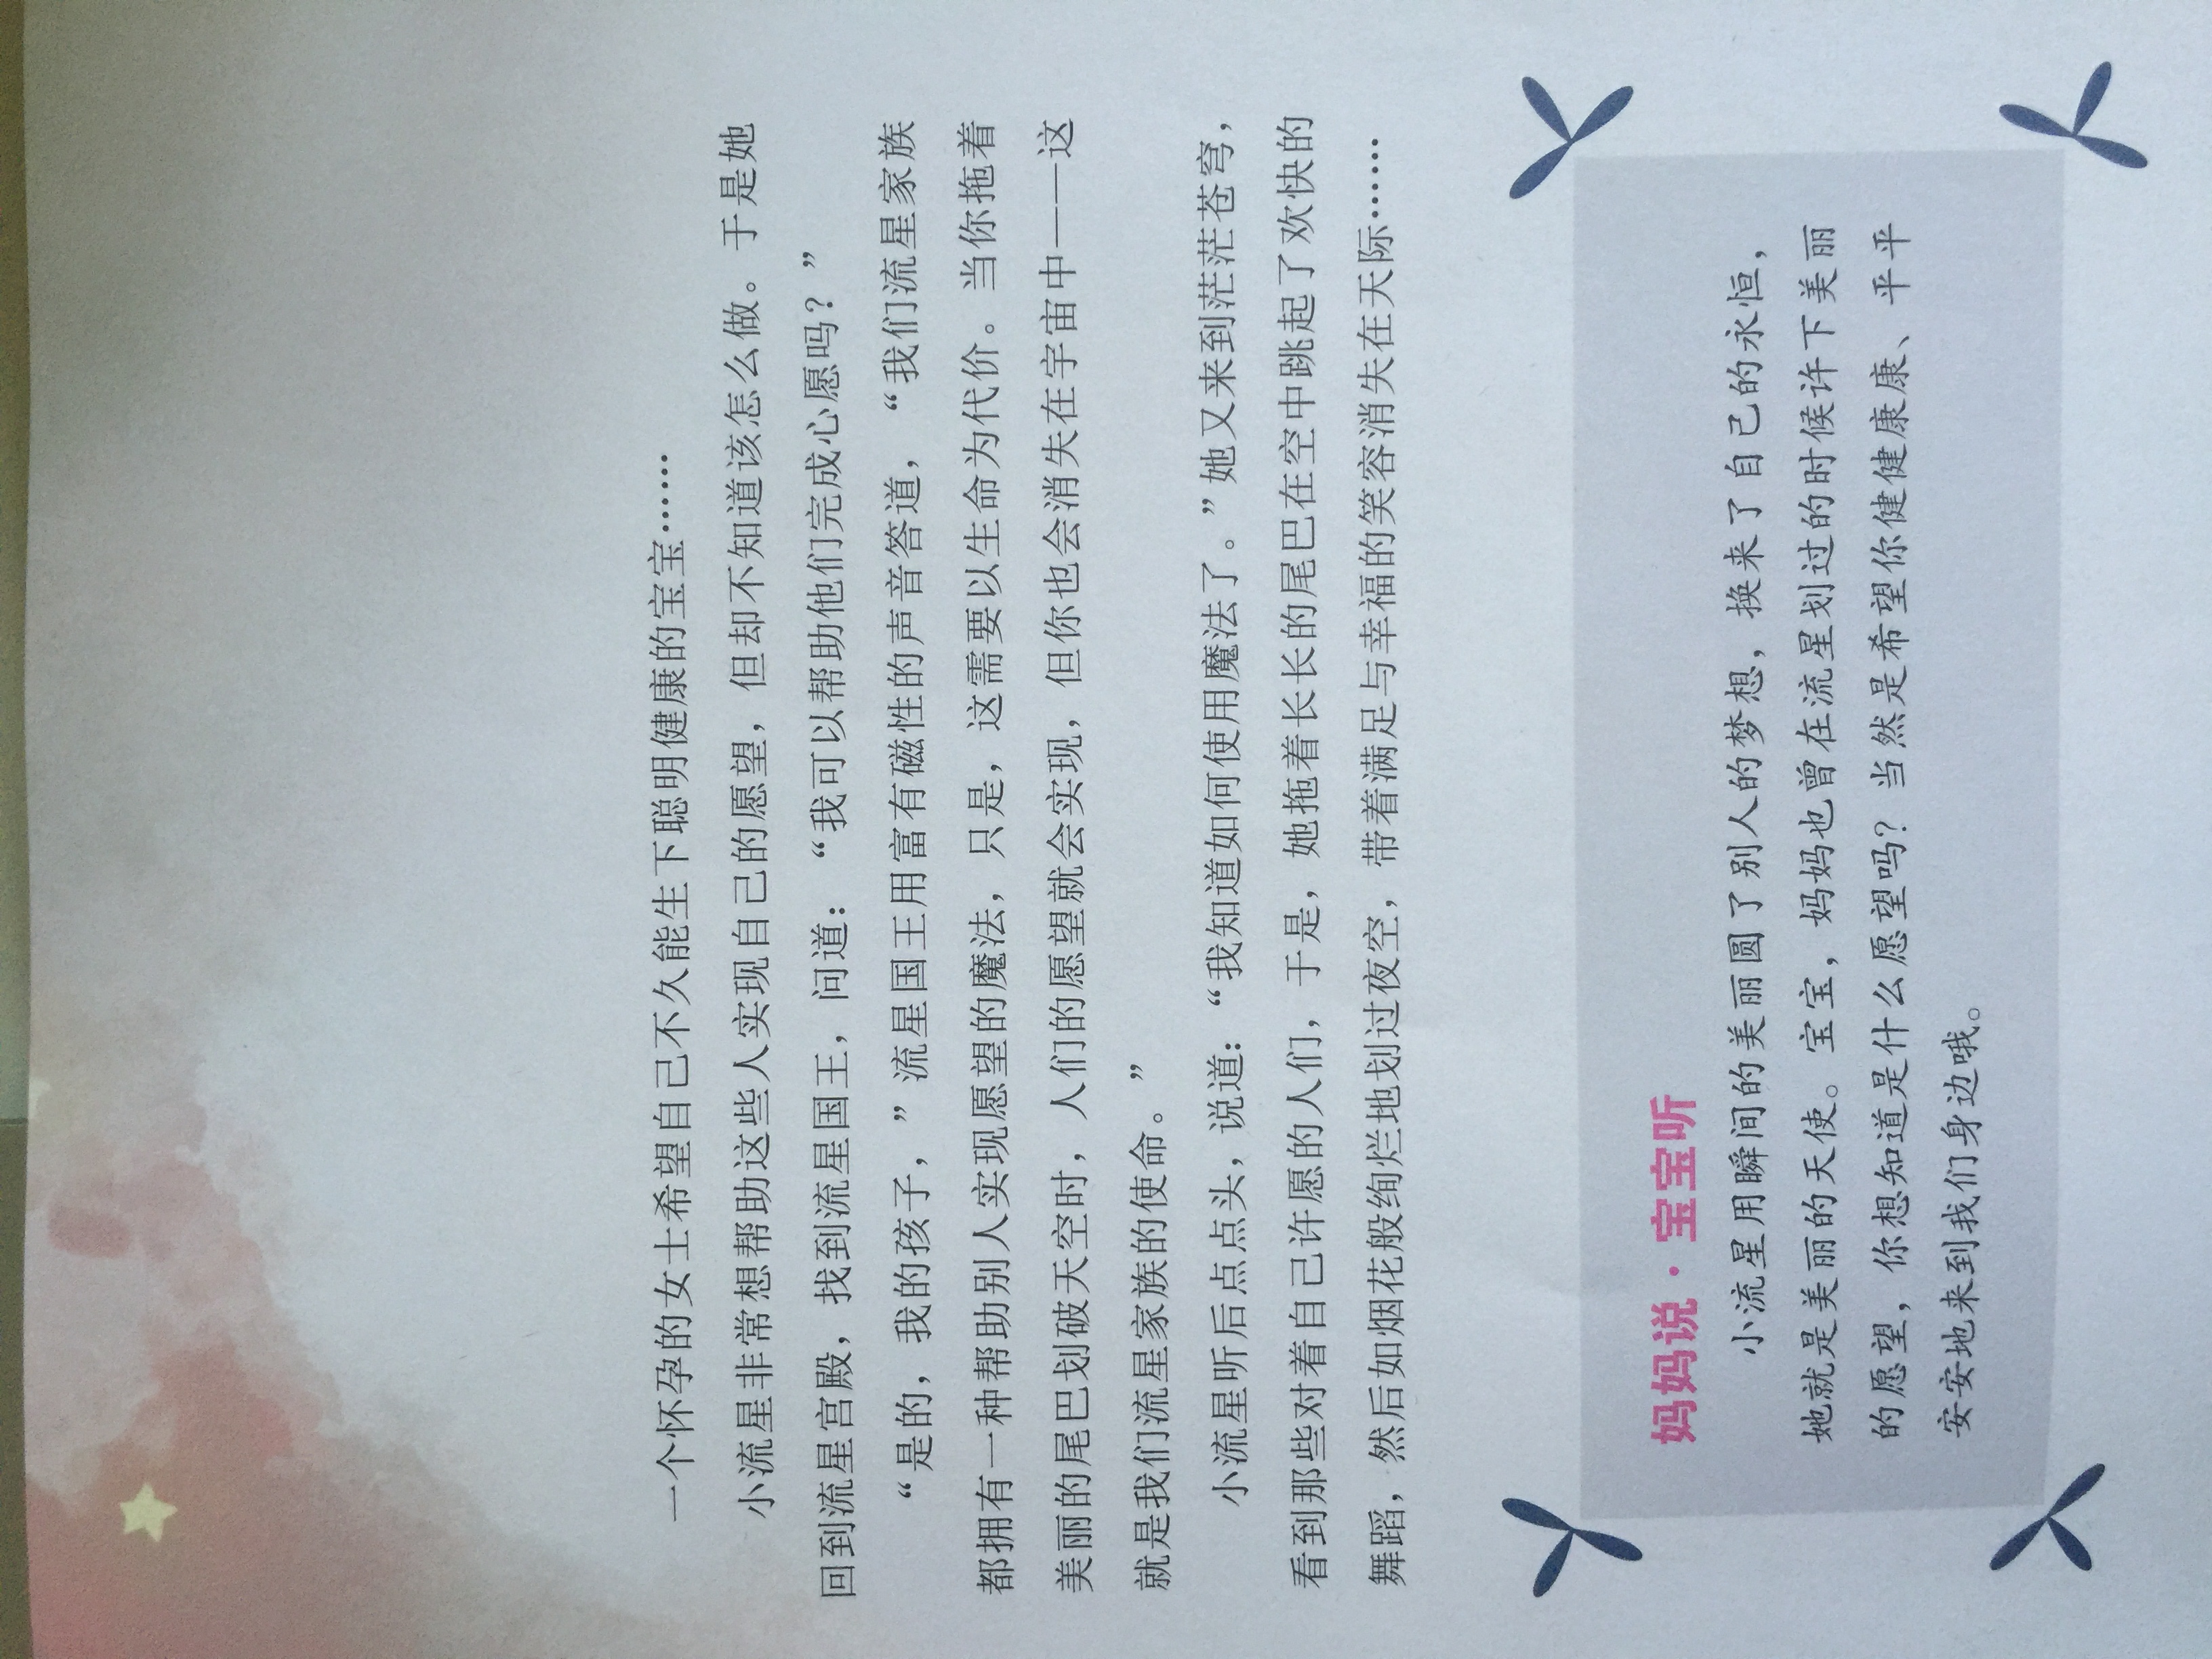 一个怀孕的女士希望自己不久能生下聪明健康的宝宝……
小流星非常想帮助这些人实现自己的愿望，但却不知道该怎么做。于是她
回到流星宫殿，找到流星国王，问道：“我可以帮助他们完成心愿吗？”
“是的，我的孩子，”流星国王用富有磁性的声音答道，“我们流星家族
都拥有一种帮助别人实现愿望的魔法，只是，这需要以生命为代价。当你拖着
美丽的尾巴划破天空时，人们的愿望就会实现，但你也会消失在宇宙中——这
就是我们流星家族的使命。”
小流星听后点点头，说道：“我知道如何使用魔法了。”她又来到茫茫苍穹，
看到那些对着自己许愿的人们，于是，她拖着长长的尾巴在空中跳起了欢快的
舞蹈，然后如烟花般绚烂地划过夜空，带着满足与幸福的笑容消失在天际……
妈妈说·宝宝听
小流星用瞬间的美丽圆了别人的梦想，换来了自己的永恒，
她就是美丽的天使。宝宝，妈妈也曾在流星划过的时候许下美丽
的愿望，你想知道是什么愿望吗？当然是希望你健健康康、平平
安安地来到我们身边哦。